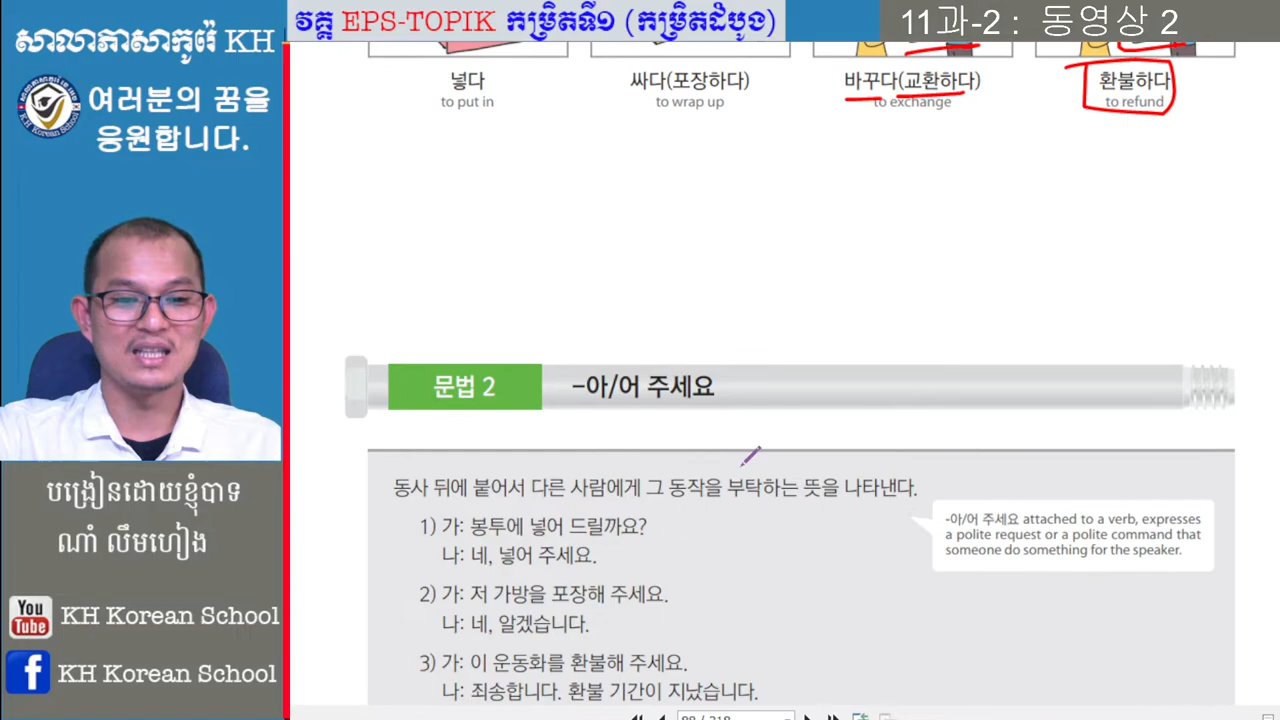 សាលាភាសាកូរ៉េ KH
여러분의 꿈을
응원합니다.
វគ្គ EPS-TOPIK កម្រិតទី១ (កម្រិតដំបូង)
11과-2 : 동영상 2
넣다
to put in
싸다(포장하다)
to wrap up
바꾸다(교환하다)
to exchange
환불하다
to refund
문법 2
-아/어 주세요
동사 뒤에 붙어서 다른 사람에게 그 동작을 부탁하는 뜻을 나타낸다.
1) 가: 봉투에 넣어 드릴까요?
나: 네, 넣어 주세요.
2) 가: 저 가방을 포장해 주세요.
나: 네, 알겠습니다.
3) 가: 이 운동화를 환불해 주세요.
나: 죄송합니다. 환불 기간이 지났습니다.
-아/어 주세요 attached to a verb, expresses
a polite request or a polite command that
someone do something for the speaker.
បង្រៀនដោយខ្ញុំបាទ
ណាំ លឹមហៀង
You
Tube
KH Korean School
KH Korean School
88 / 218